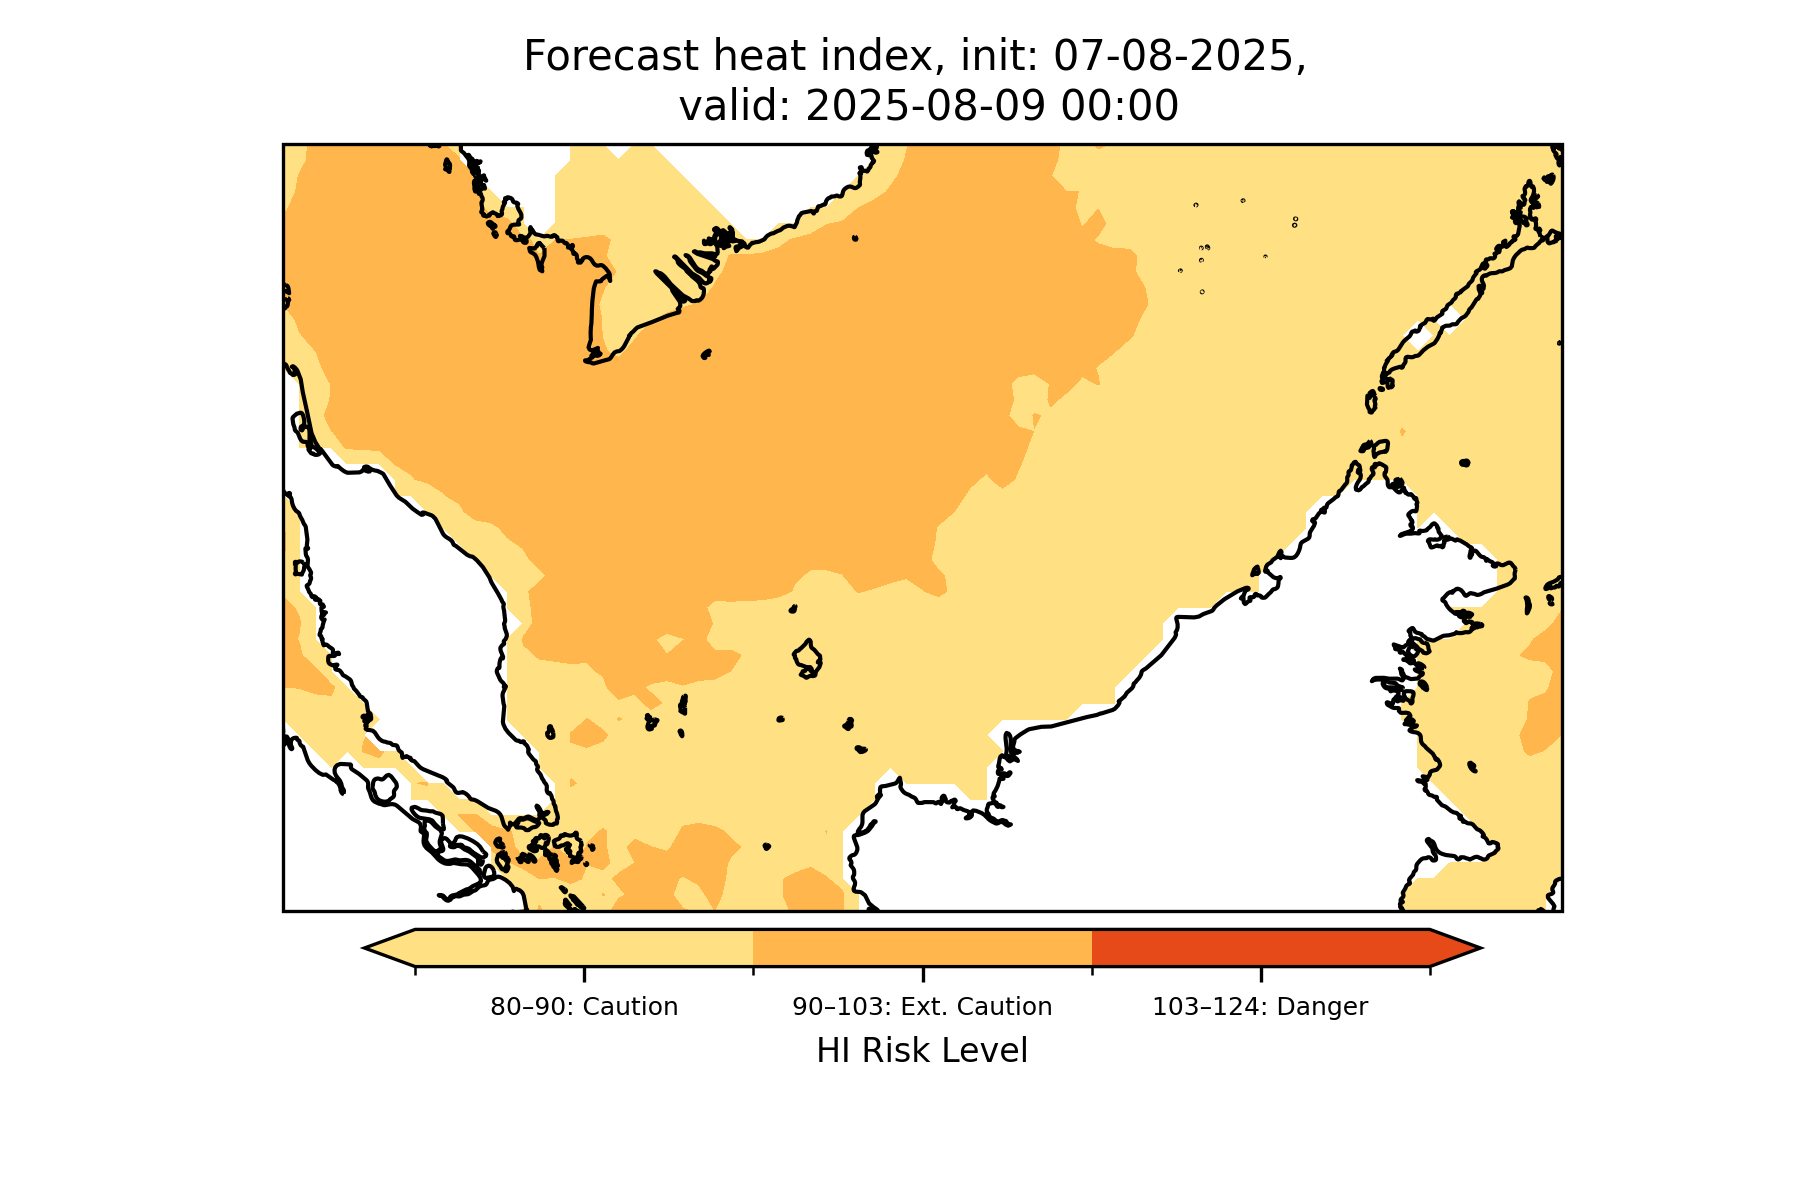 Forecast heat index, init: 07-08-2025,
valid: 2025-08-09 00:00
80–90: Caution
90–103: Ext. Caution
103–124: Danger
HI Risk Level